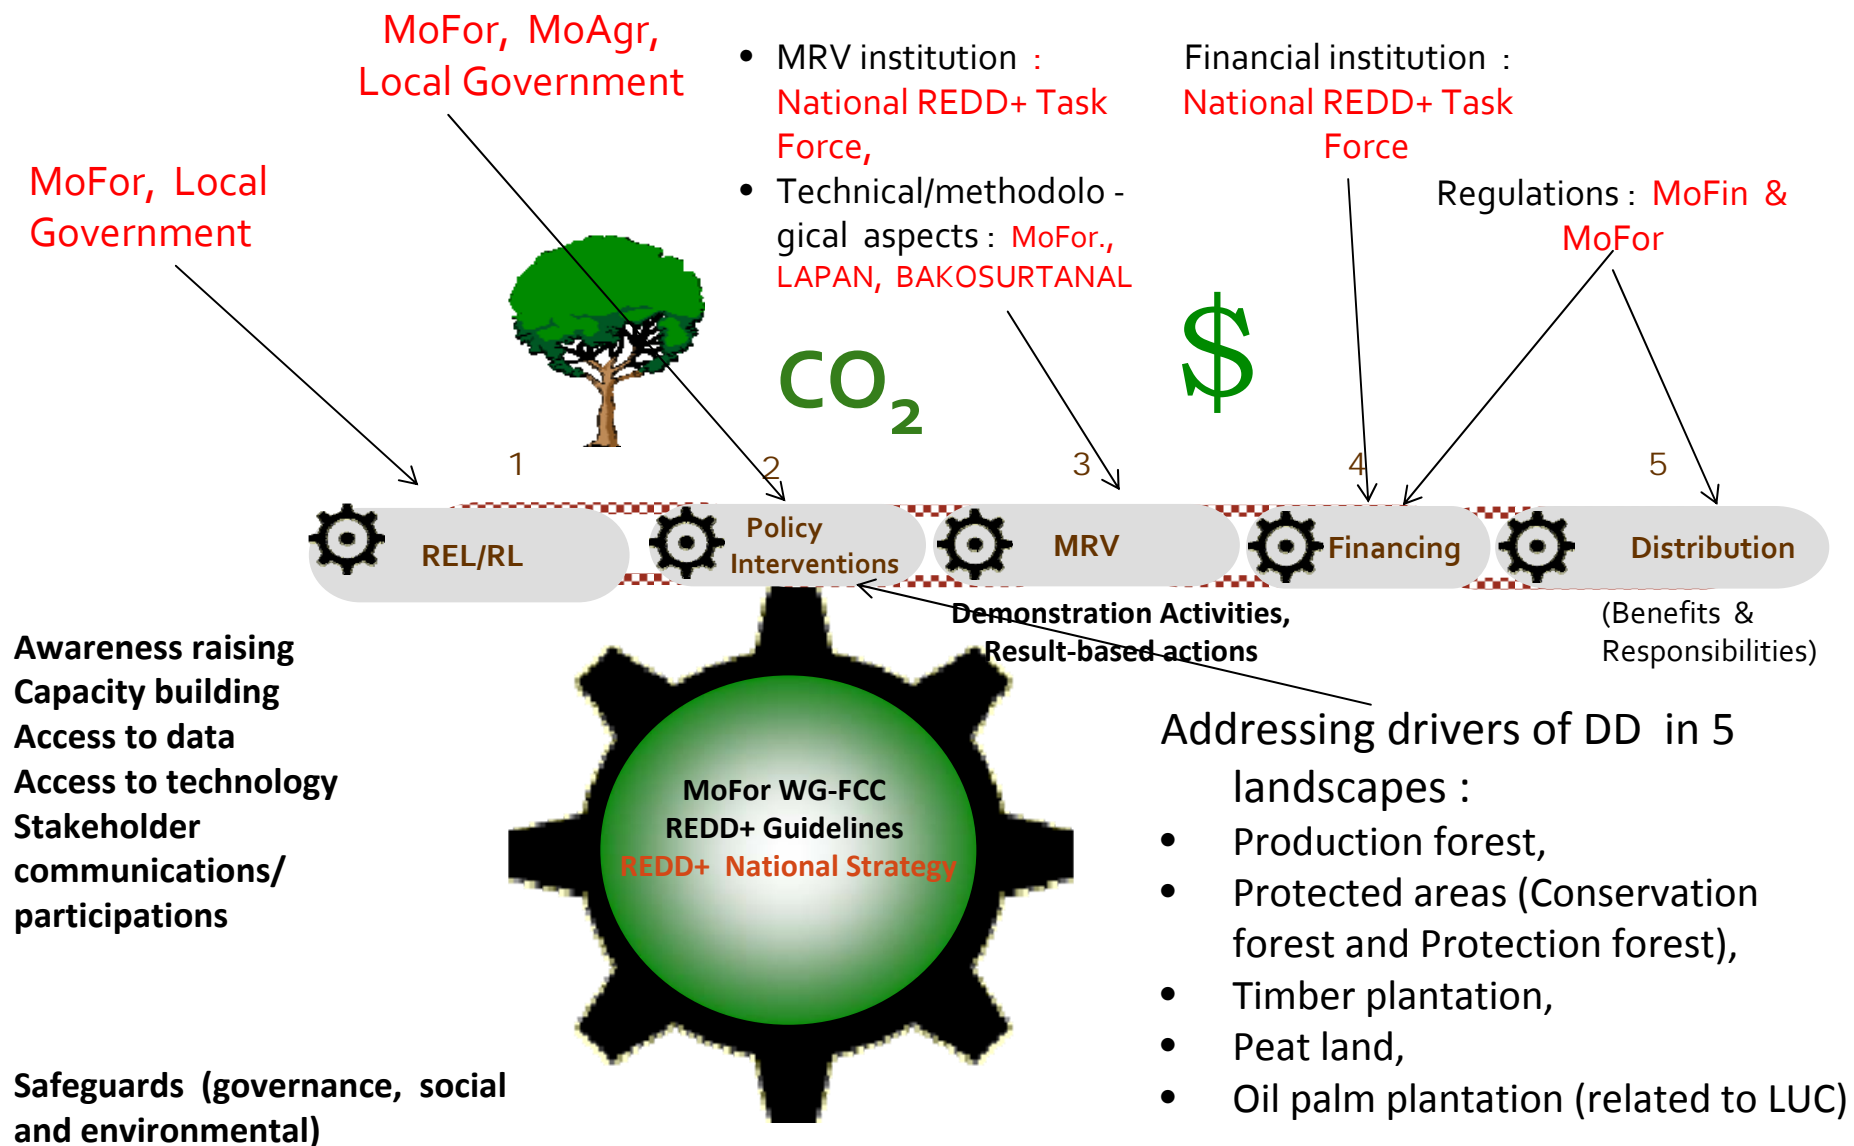 MoFor, MoAgr,
Local Government
• MRV institution :
National REDD+ Task
Force,
• Technical/methodolo -
gical aspects : MoFor.,
LAPAN, BAKOSURTANAL
Financial institution :
National REDD+ Task
Force
MoFor, Local
Government
Regulations : MoFin &
MoFor
CO₂
$
1
2
3
4
5
REL/RL
Policy
Interventions
MRV
Financing
Distribution
Demonstration Activities,
Result-based actions
(Benefits &
Responsibilities)
Awareness raising
Capacity building
Access to data
Access to technology
Stakeholder
communications/
participations
Safeguards (governance, social
and environmental)
MoFor WG-FCC
REDD+ Guidelines
REDD+ National Strategy
Addressing drivers of DD in 5
landscapes :
• Production forest,
• Protected areas (Conservation
forest and Protection forest),
• Timber plantation,
• Peat land,
• Oil palm plantation (related to LUC)